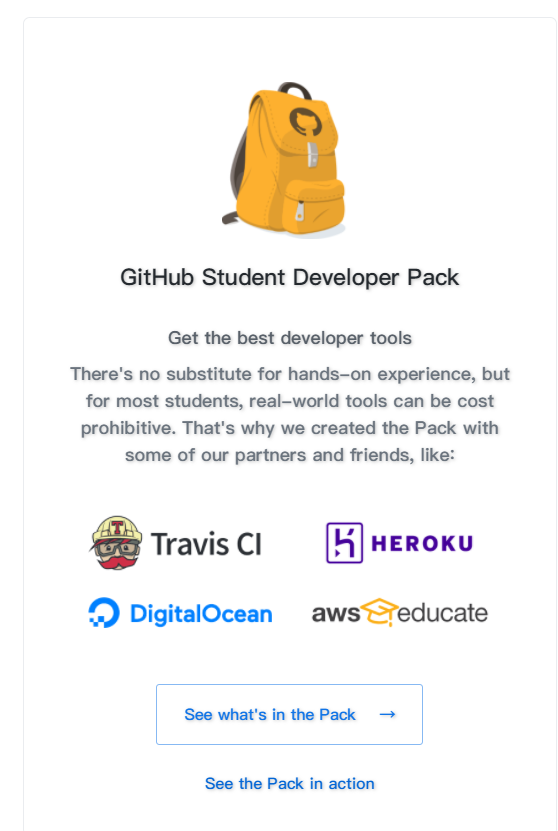 GitHub Student Developer Pack
Get the best developer tools
There's no substitute for hands-on experience, but
for most students, real-world tools can be cost
prohibitive. That's why we created the Pack with
some of our partners and friends, like:
T
Travis CI
HEROKU
DigitalOcean
aws educate
See what's in the Pack →
See the Pack in action